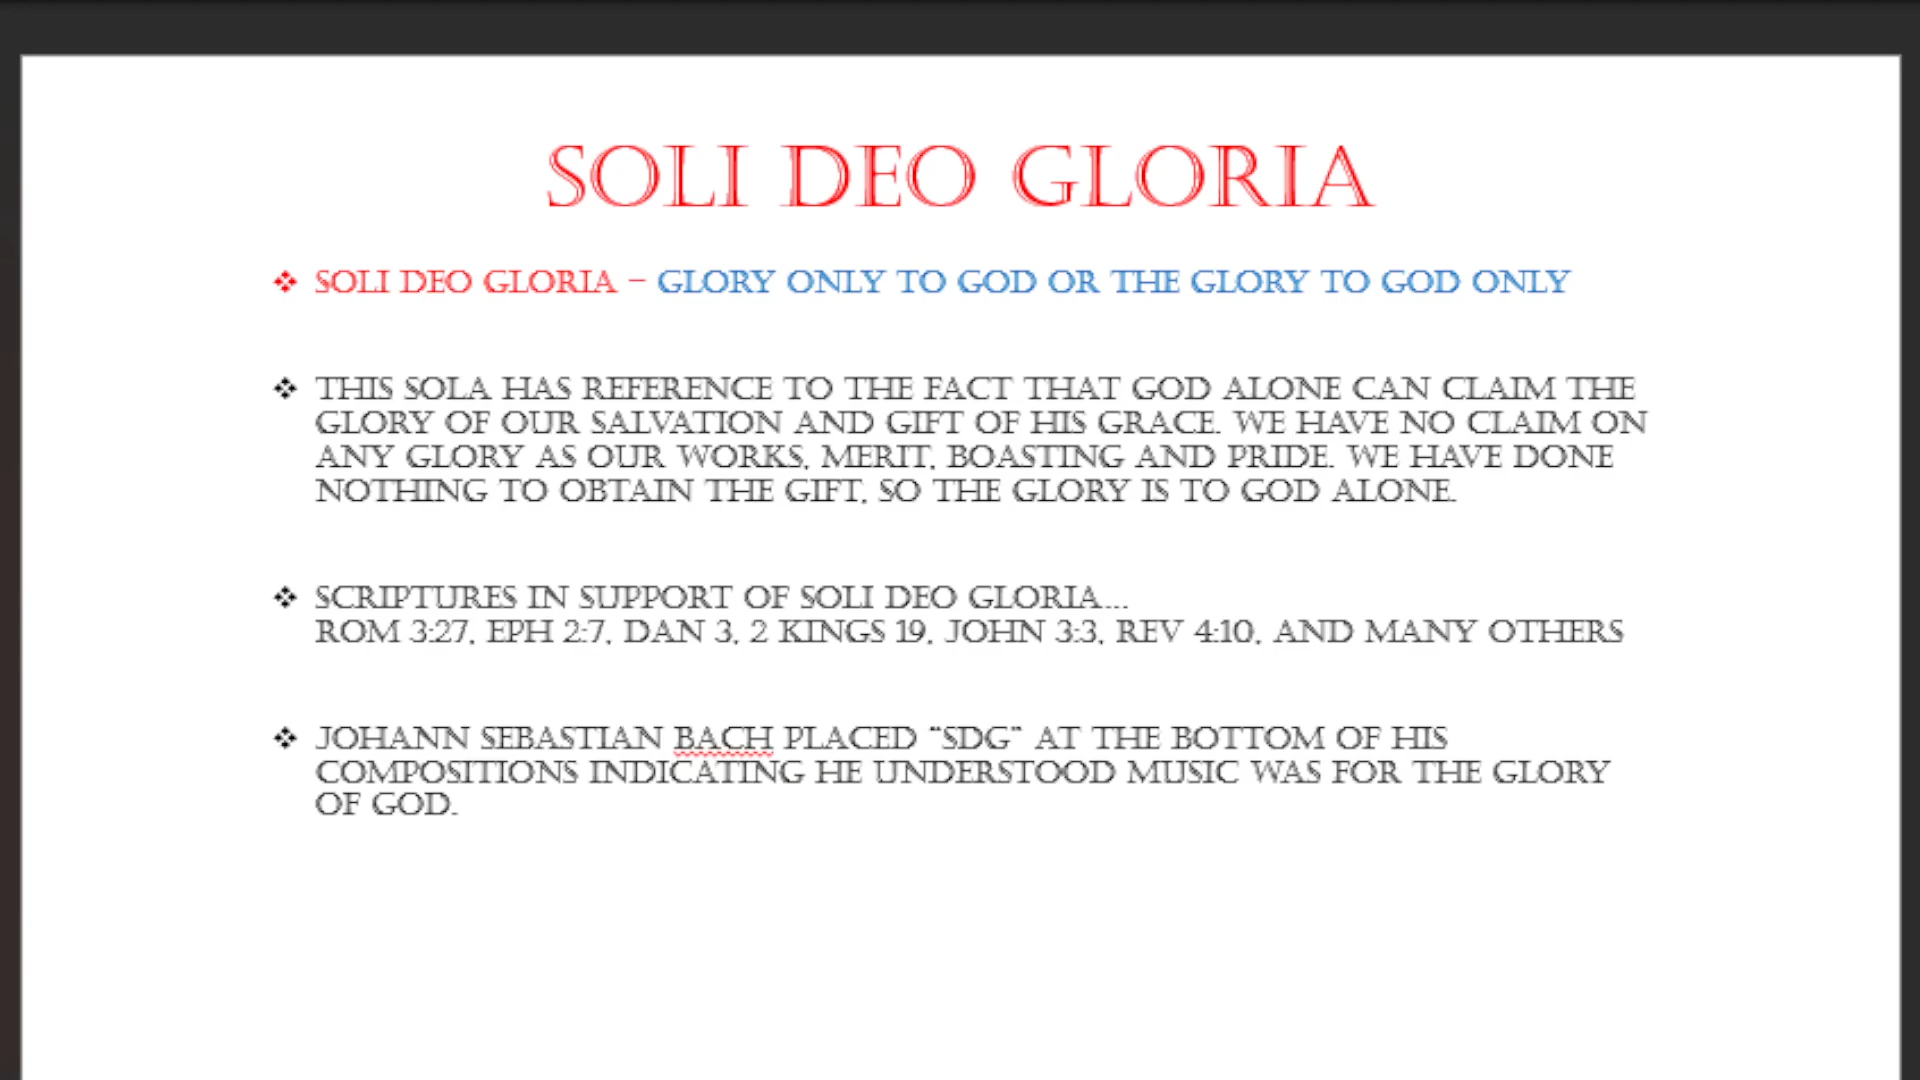 SOLI DEO GLORIA
❖ SOLI DEO GLORIA – GLORY ONLY TO GOD OR THE GLORY TO GOD ONLY
❖ THIS SOLA HAS REFERENCE TO THE FACT THAT GOD ALONE CAN CLAIM THE
GLORY OF OUR SALVATION AND GIFT OF HIS GRACE. WE HAVE NO CLAIM ON
ANY GLORY AS OUR WORKS, MERIT, BOASTING AND PRIDE. WE HAVE DONE
NOTHING TO OBTAIN THE GIFT, SO THE GLORY IS TO GOD ALONE.
❖ SCRIPTURES IN SUPPORT OF SOLI DEO GLORIA...
ROM 3:27, EPH 2:7, DAN 3, 2 KINGS 19, JOHN 3:3, REV 4:10, AND MANY OTHERS
❖ JOHANN SEBASTIAN BACH PLACED "SDG" AT THE BOTTOM OF HIS
COMPOSITIONS INDICATING HE UNDERSTOOD MUSIC WAS FOR THE GLORY
OF GOD.